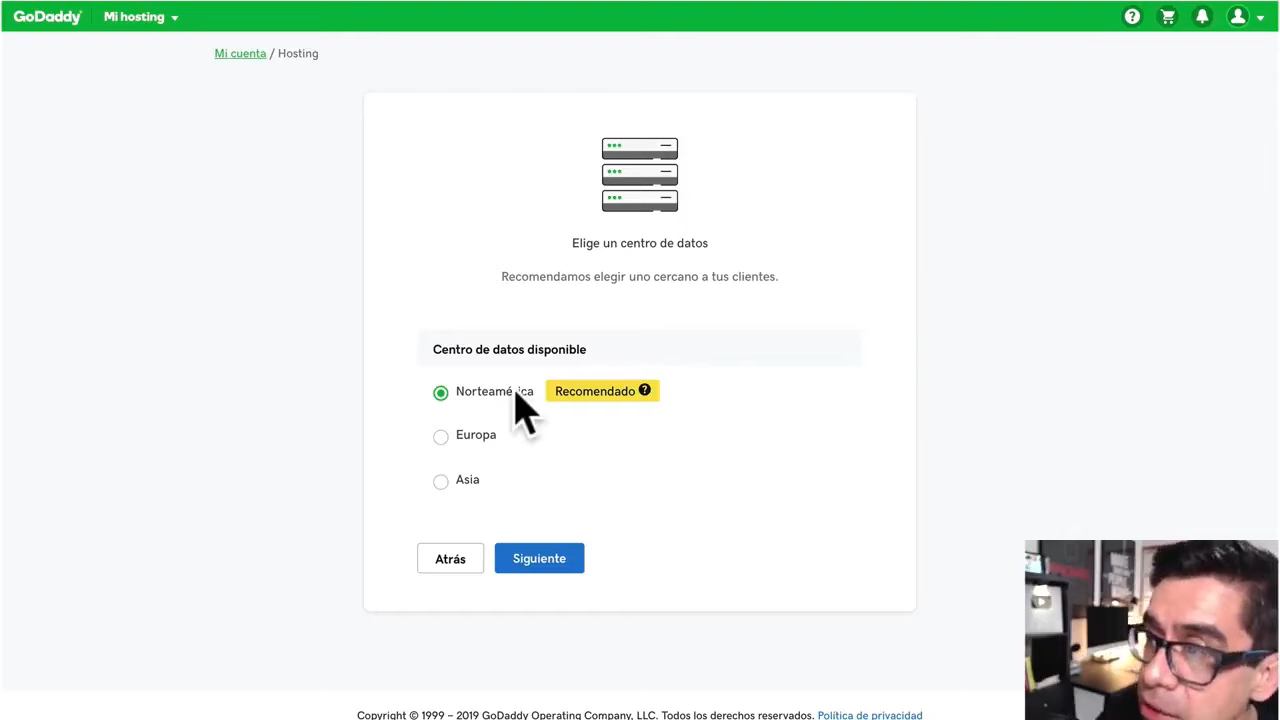 GoDaddy Mi hosting
Mi cuenta / Hosting
Elige un centro de datos
Recomendamos elegir uno cercano a tus clientes.
Centro de datos disponible
Norteamérica Recomendado ?
Europa
Asia
Atrás Siguiente
Copyright © 1999 – 2019 GoDaddy Operating Company, LLC. Todos los derechos reservados. Política de privacidad